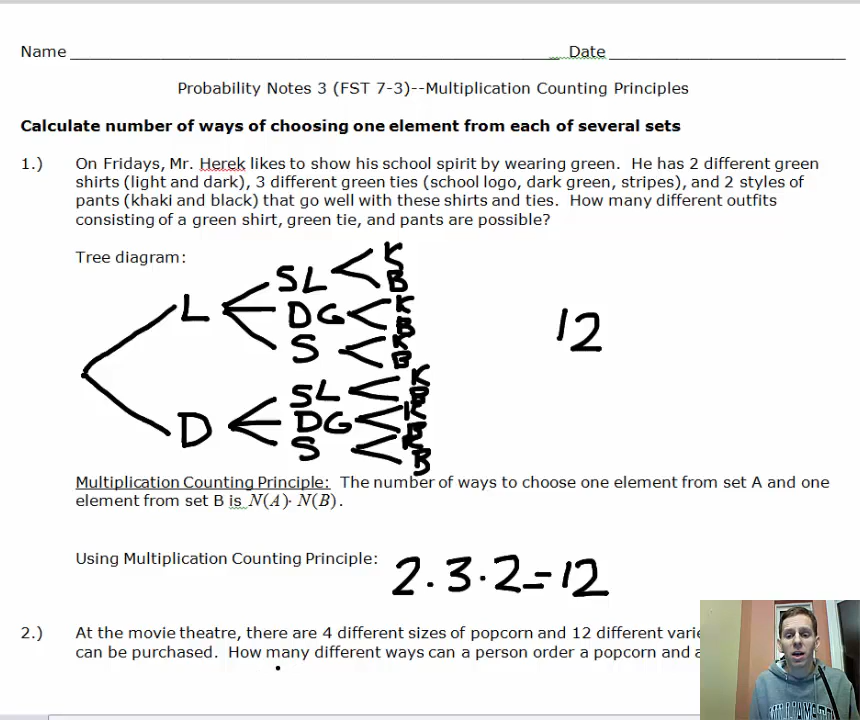 Name Date
Probability Notes 3 (FST 7-3)--Multiplication Counting Principles
Calculate number of ways of choosing one element from each of several sets
1.) On Fridays, Mr. Herek likes to show his school spirit by wearing green. He has 2 different green
shirts (light and dark), 3 different green ties (school logo, dark green, stripes), and 2 styles of
pants (khaki and black) that go well with these shirts and ties. How many different outfits
consisting of a green shirt, green tie, and pants are possible?
Tree diagram:
K
SL
B
L DG K
B
12
S K
B
SL K
B
D DG K
B
S K
B
Multiplication Counting Principle: The number of ways to choose one element from set A and one
element from set B is N(A)· N(B).
Using Multiplication Counting Principle: 2·3·2=12
2.) At the movie theatre, there are 4 different sizes of popcorn and 12 different
can be purchased. How many different ways can a person order a popcorn and